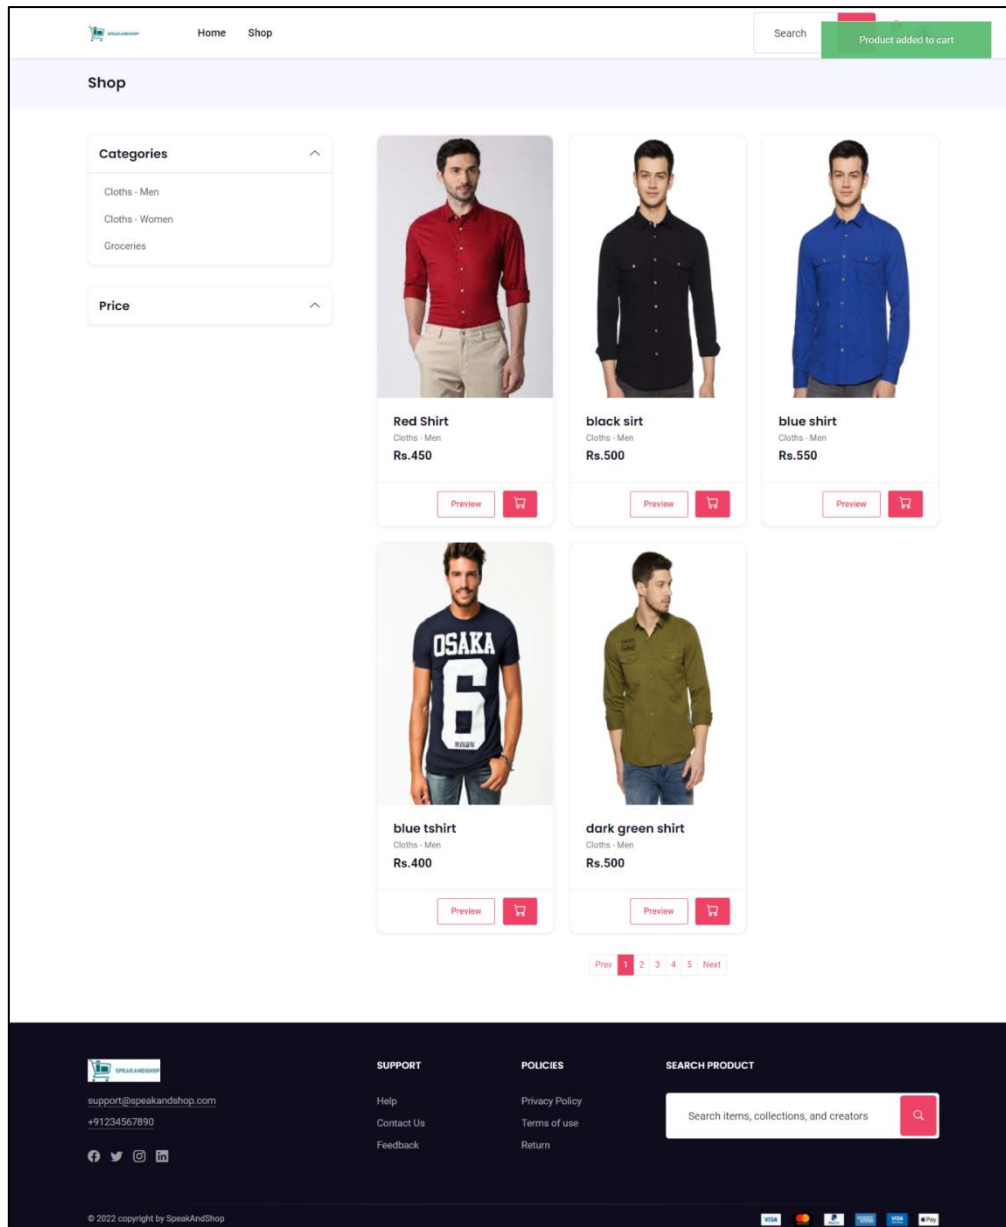 SPEAKANDSHOP
Home
Shop
Search
Product added to cart
Shop
Categories
Cloths - Men
Cloths - Women
Groceries
Price
Red Shirt
Cloths - Men
Rs.450
Preview
black sirt
Cloths - Men
Rs.500
Preview
blue shirt
Cloths - Men
Rs.550
Preview
OSAKA
6
blue tshirt
Cloths - Men
Rs.400
Preview
dark green shirt
Cloths - Men
Rs.500
Preview
Prev 1 2 3 4 5 Next
SPEAKANDSHOP
support@speakandshop.com
+91234567890
SUPPORT
Help
Contact Us
Feedback
POLICIES
Privacy Policy
Terms of use
Return
SEARCH PRODUCT
Search items, collections, and creators
© 2022 copyright by SpeakAndShop
VISA
VISA
Pay